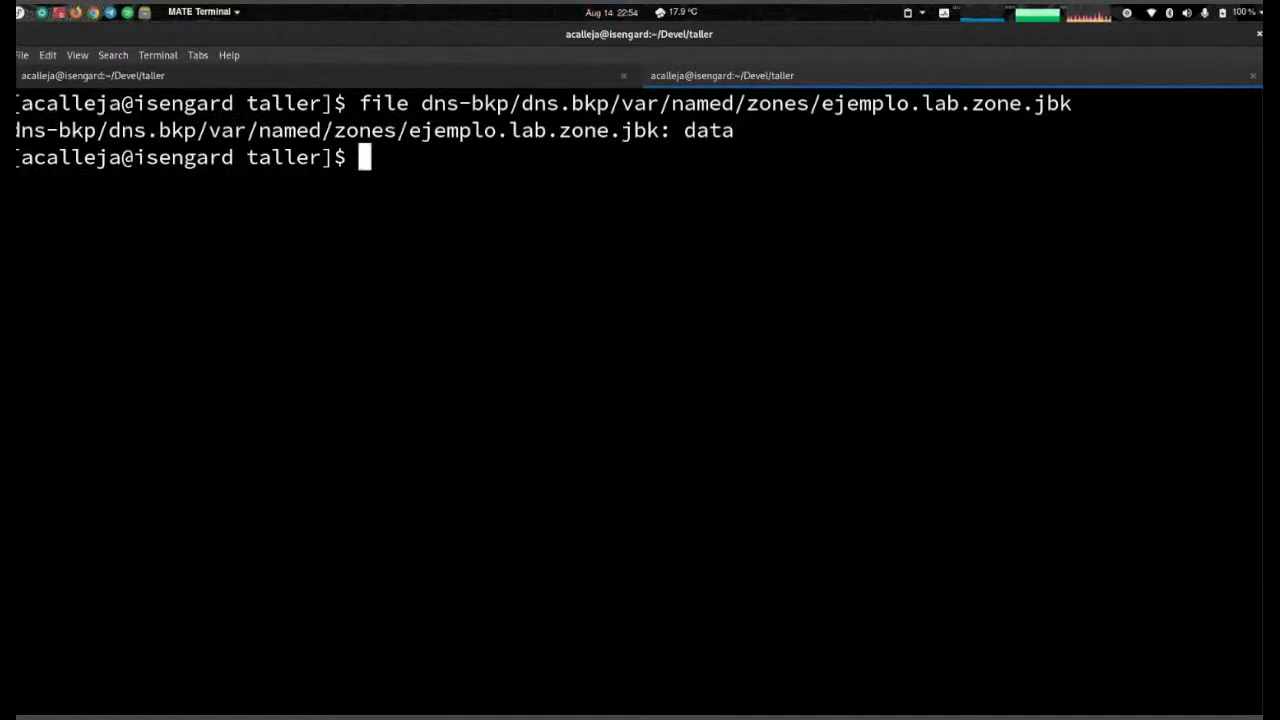 MATE Terminal
Aug 14 22:54
17.9 °C
100 %
acalleja@isengard:~/Devel/taller
File Edit View Search Terminal Tabs Help
acalleja@isengard:~/Devel/taller
acalleja@isengard:~/Devel/taller
[acalleja@isengard taller]$ file dns-bkp/dns.bkp/var/named/zones/ejemplo.lab.zone.jbk
dns-bkp/dns.bkp/var/named/zones/ejemplo.lab.zone.jbk: data
[acalleja@isengard taller]$